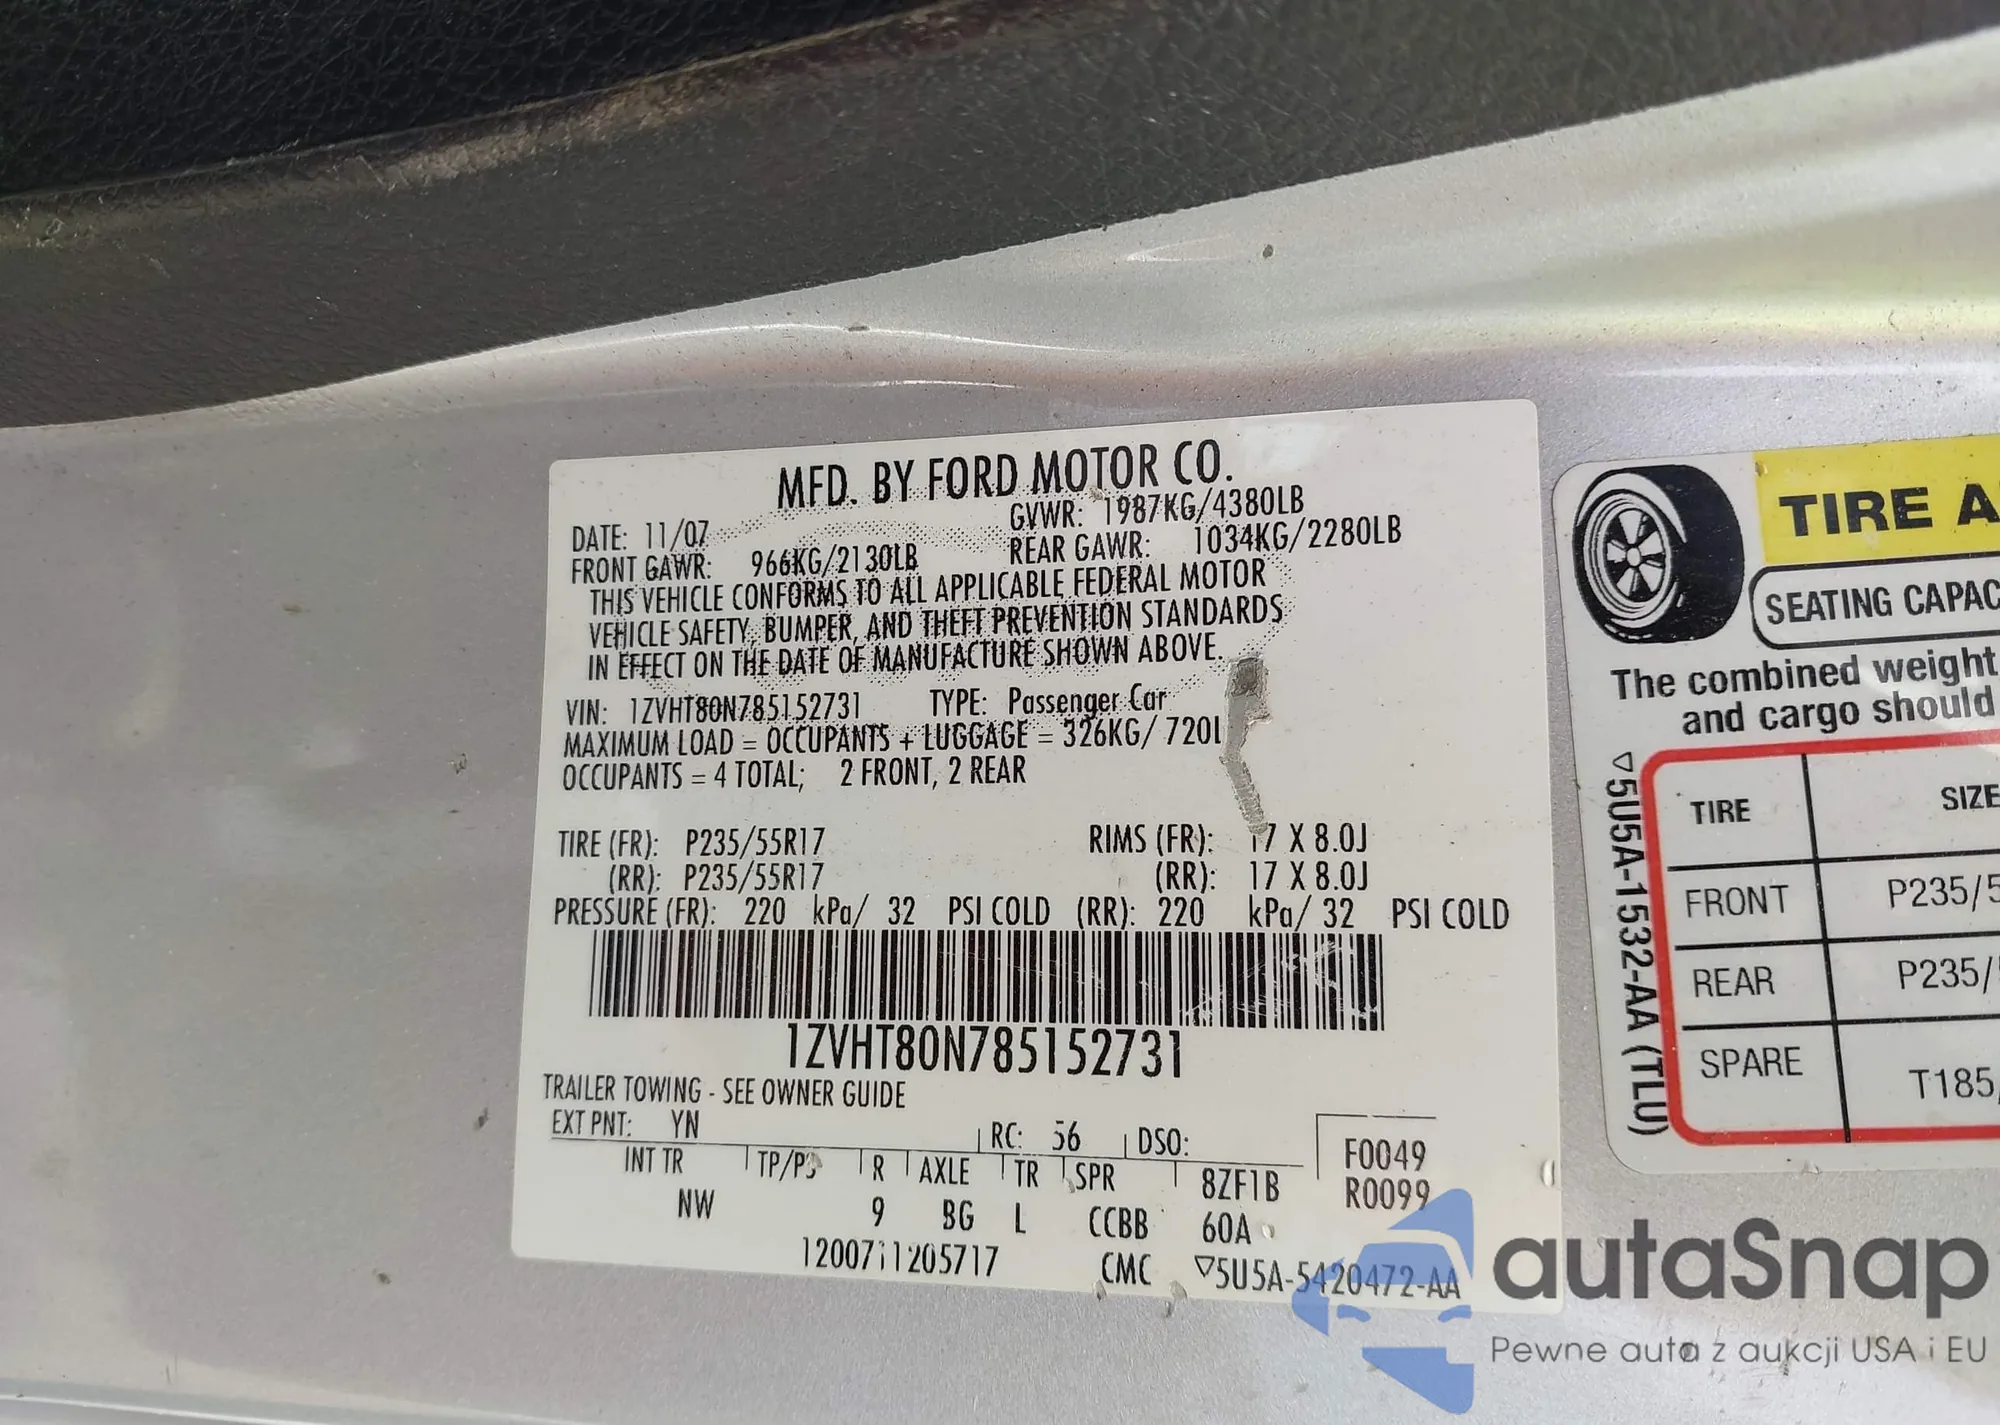 MFD. BY FORD MOTOR CO.
DATE: 11/07 GVWR: 1987KG/4380LB
FRONT GAWR: 966KG/2130LB REAR GAWR: 1034KG/2280LB
THIS VEHICLE CONFORMS TO ALL APPLICABLE FEDERAL MOTOR
VEHICLE SAFETY, BUMPER, AND THEFT PREVENTION STANDARDS
IN EFFECT ON THE DATE OF MANUFACTURE SHOWN ABOVE.
VIN: 1ZVHT80N785152731 TYPE: Passenger Car
MAXIMUM LOAD = OCCUPANTS + LUGGAGE = 326KG/ 720L
OCCUPANTS = 4 TOTAL; 2 FRONT, 2 REAR
TIRE (FR): P235/55R17 RIMS (FR): 17 X 8.0J
(RR): P235/55R17 (RR): 17 X 8.0J
PRESSURE (FR): 220 kPa/ 32 PSI COLD (RR): 220 kPa/ 32 PSI COLD
1ZVHT80N785152731
TRAILER TOWING - SEE OWNER GUIDE
EXT PNT: YN RC: 56 DSO:
INT TR TP/PS R AXLE TR SPR 8ZF1B
NW 9 BG L CCBB 60A
F0049
R0099
1200711205717 CMC ▽5U5A-5420472-AA
TIRE A
SEATING CAPAC
The combined weight
and cargo should
▽5U5A-1532-AA (TLU)
TIRE SIZE
FRONT P235/5
REAR P235/
SPARE T185/
autaSnap
Pewne auta z aukcji USA i EU